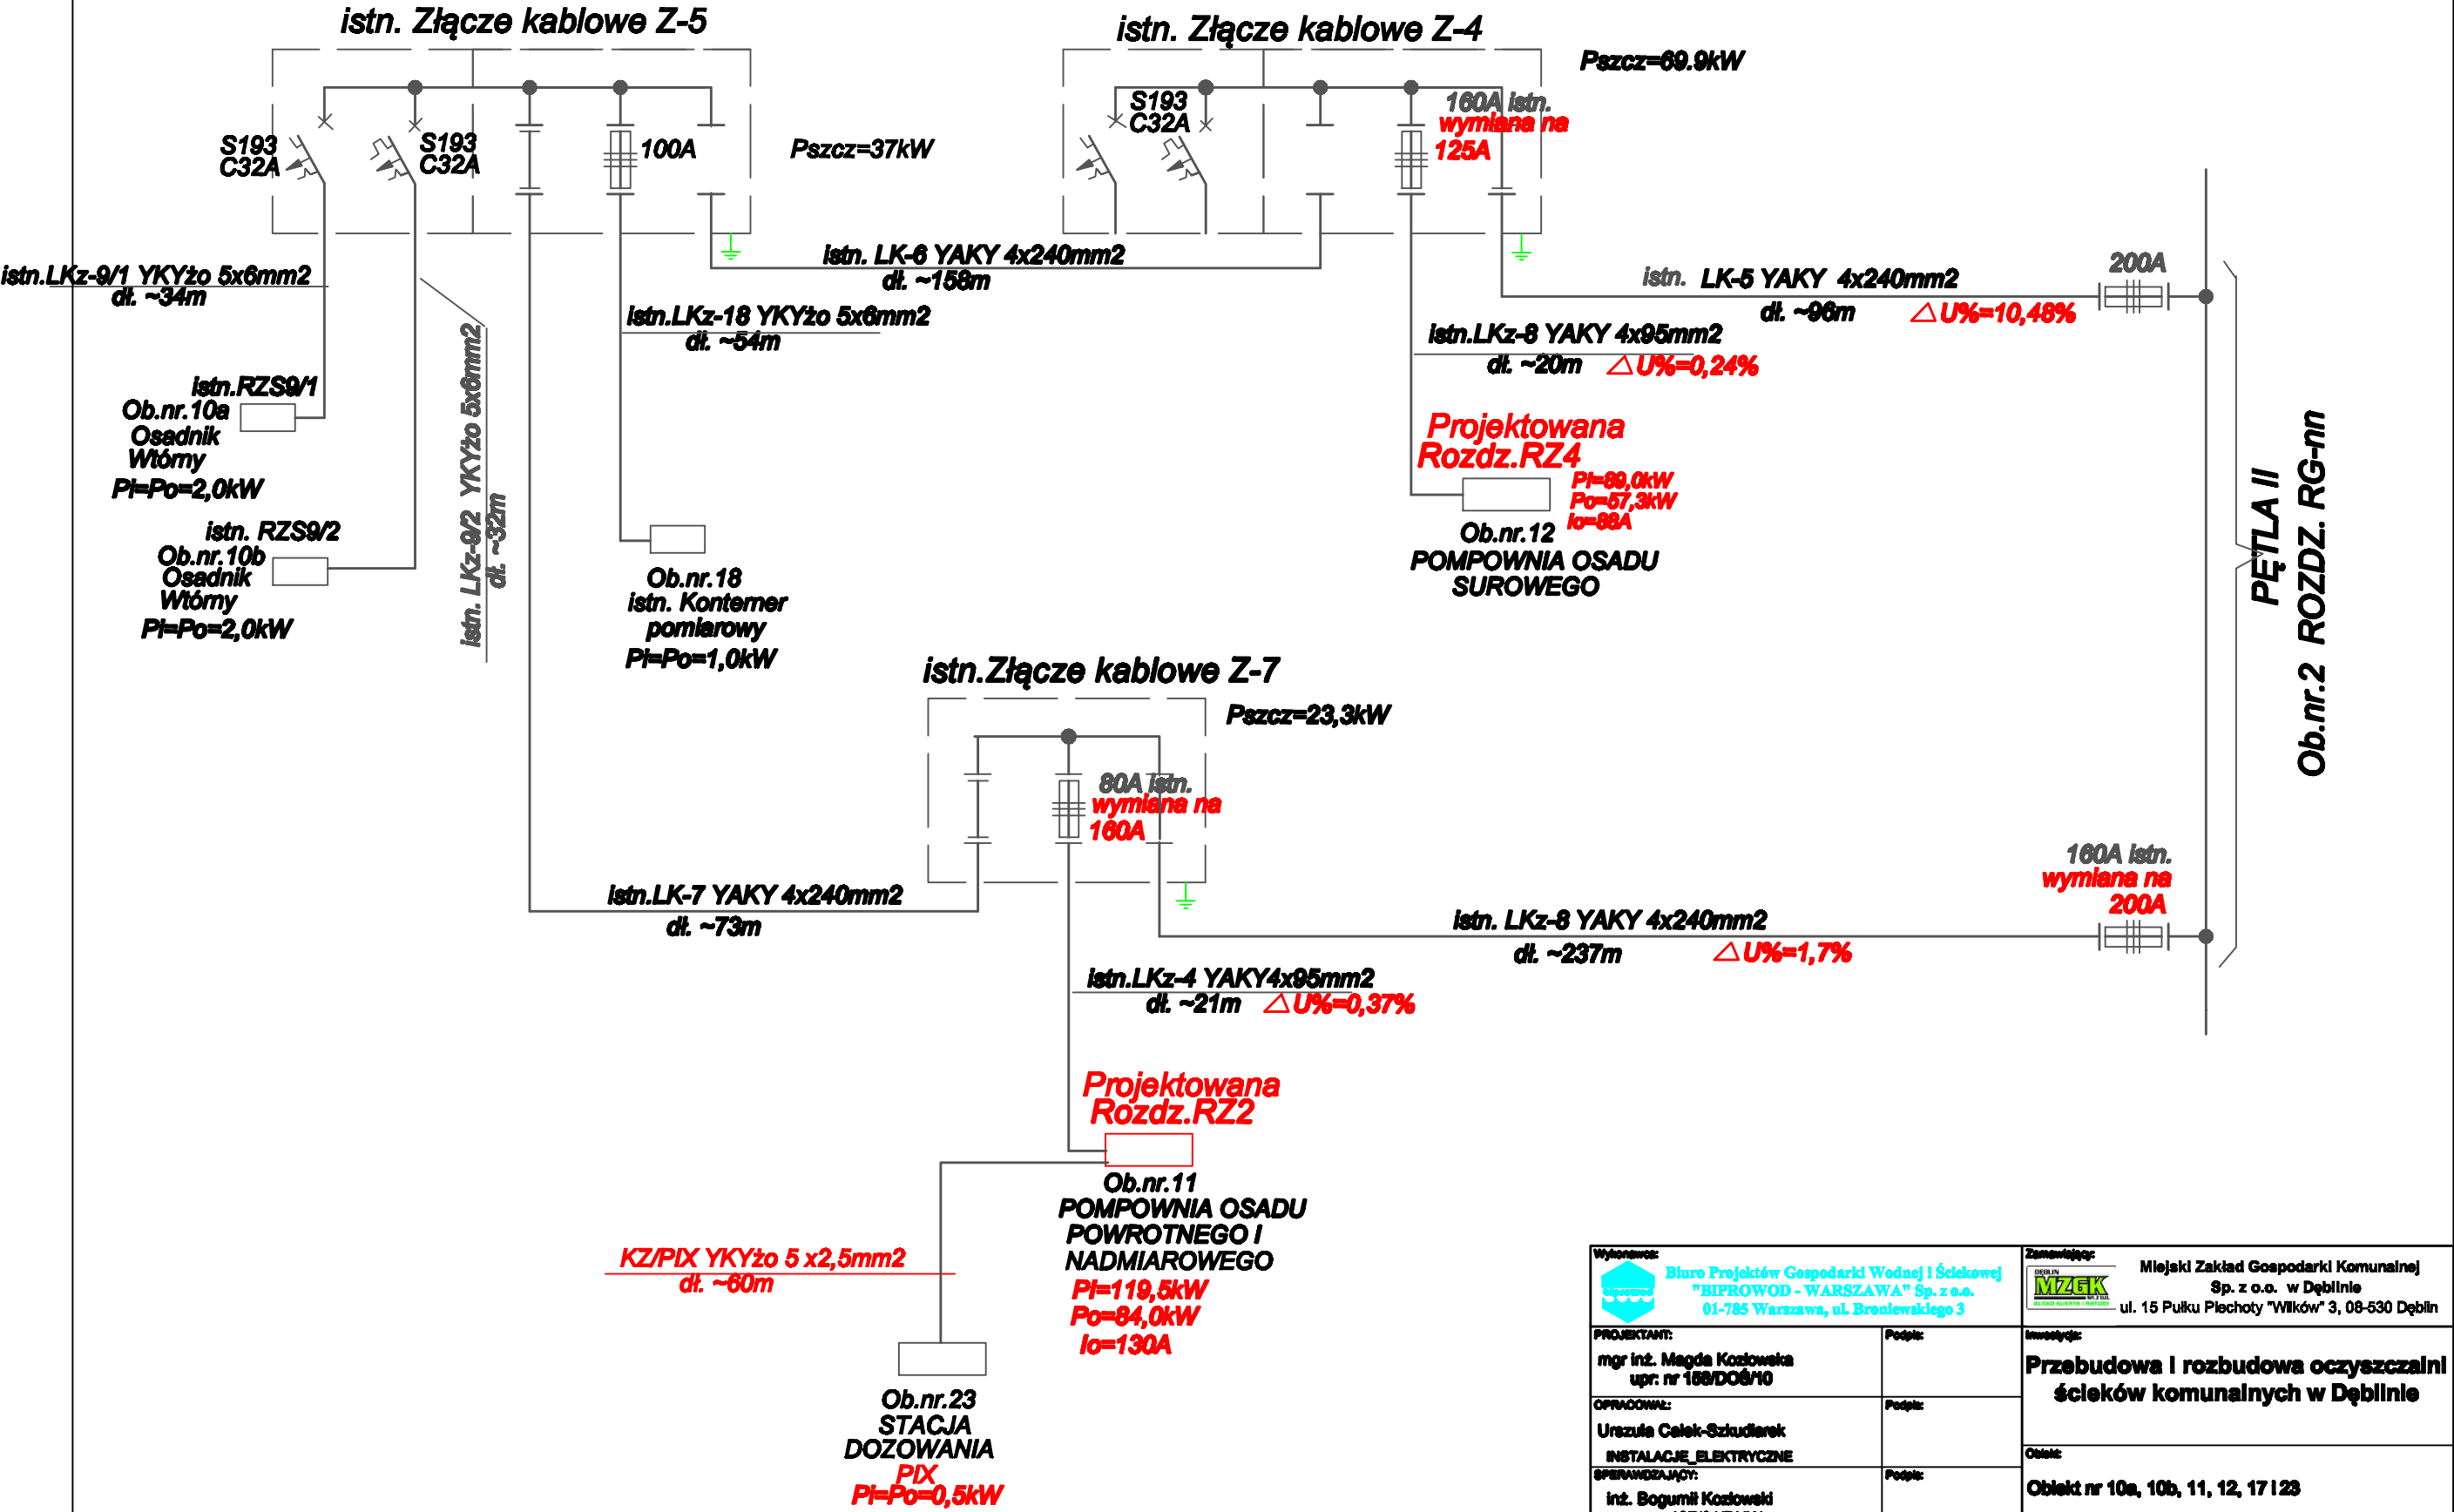 istn. Złącze kablowe Z-5
S193
C32A
S193
C32A
100A
Pszcz=37kW
istn. Złącze kablowe Z-4
Pszcz=69.9kW
S193
C32A
160A istn.
wymiana na
125A
istn.LKz-9/1 YKYżo 5x6mm2
dł. ~34m
istn. LK-6 YAKY 4x240mm2
dł. ~158m
istn. LK-5 YAKY 4x240mm2
dł. ~96m
△U%=10,48%
200A
istn.LKz-18 YKYżo 5x6mm2
dł. ~54m
istn.LKz-8 YAKY 4x95mm2
dł. ~20m △U%=0,24%
istn. LKz-9/2 YKYżo 5x6mm2
dł. ~32m
istn.RZS9/1
Ob.nr.10a
Osadnik
Wtórny
Pi=Po=2,0kW
istn. RZS9/2
Ob.nr.10b
Osadnik
Wtórny
Pi=Po=2,0kW
Ob.nr.18
istn. Konterner
pomiarowy
Pi=Po=1,0kW
Projektowana
Rozdz.RZ4
Pi=89,0kW
Po=57,3kW
Io=88A
Ob.nr.12
POMPOWNIA OSADU
SUROWEGO
PĘTLA II
Ob.nr.2 ROZDZ. RG-nn
istn.Złącze kablowe Z-7
Pszcz=23,3kW
80A istn.
wymiana na
160A
160A istn.
wymiana na
200A
istn.LK-7 YAKY 4x240mm2
dł. ~73m
istn. LKz-8 YAKY 4x240mm2
dł. ~237m
△U%=1,7%
istn.LKz-4 YAKY4x95mm2
dł. ~21m △U%=0,37%
Projektowana
Rozdz.RZ2
Ob.nr.11
POMPOWNIA OSADU
POWROTNEGO I
NADMIAROWEGO
Pi=119,5kW
Po=84,0kW
Io=130A
KZ/PIX YKYżo 5 x2,5mm2
dł. ~60m
Ob.nr.23
STACJA
DOZOWANIA
PIX
Pi=Po=0,5kW
Wykonawca:
Biuro Projektów Gospodarki Wodnej i Ściekowej
"BIPROWOD - WARSZAWA" Sp. z o.o.
01-785 Warszawa, ul. Broniewskiego 3
Zamawiający:
DĘBLIN
MZGK
SP. Z O.O.
BLISKO KLIENTA I NATURY
Miejski Zakład Gospodarki Komunalnej
Sp. z o.o. w Dęblinie
ul. 15 Pułku Piechoty "Wilków" 3, 08-530 Dęblin
PROJEKTANT:
Podpis:
mgr inż. Magda Kozłowska
upr: nr 156/DOŚ/10
Inwestycja:
Przebudowa i rozbudowa oczyszczalni
ścieków komunalnych w Dęblinie
OPRACOWAŁ:
Podpis:
Urszula Całek-Szkudlarek
INSTALACJE_ELEKTRYCZNE
Obiekt:
Obiekt nr 10a, 10b, 11, 12, 17 i 23
SPERAWDZAJĄCY:
Podpis:
inż. Bogumił Kozłowski